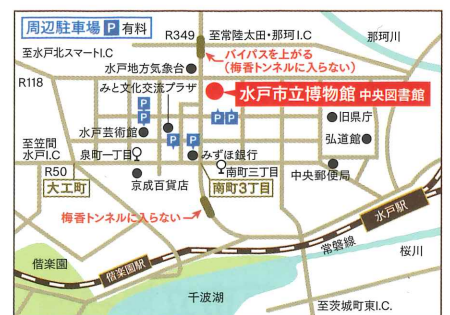 周辺駐車場 P 有料
R349
至常陸太田・那珂I.C
那珂川
至水戸北スマートI.C
バイパスを上がる
(梅香トンネルに入らない)
水戸地方気象台
R118
みと文化交流プラザ
水戸市立博物館 中央図書館
P
P
P P
旧県庁
水戸芸術館
P
P
弘道館
至笠間
水戸I.C
泉町一丁目
みずほ銀行
R50
大工町
南町三丁目
中央郵便局
京成百貨店
南町3丁目
梅香トンネルに入らない
水戸駅
常磐線
桜川
偕楽園
偕楽園駅
千波湖
至茨城町東I.C.